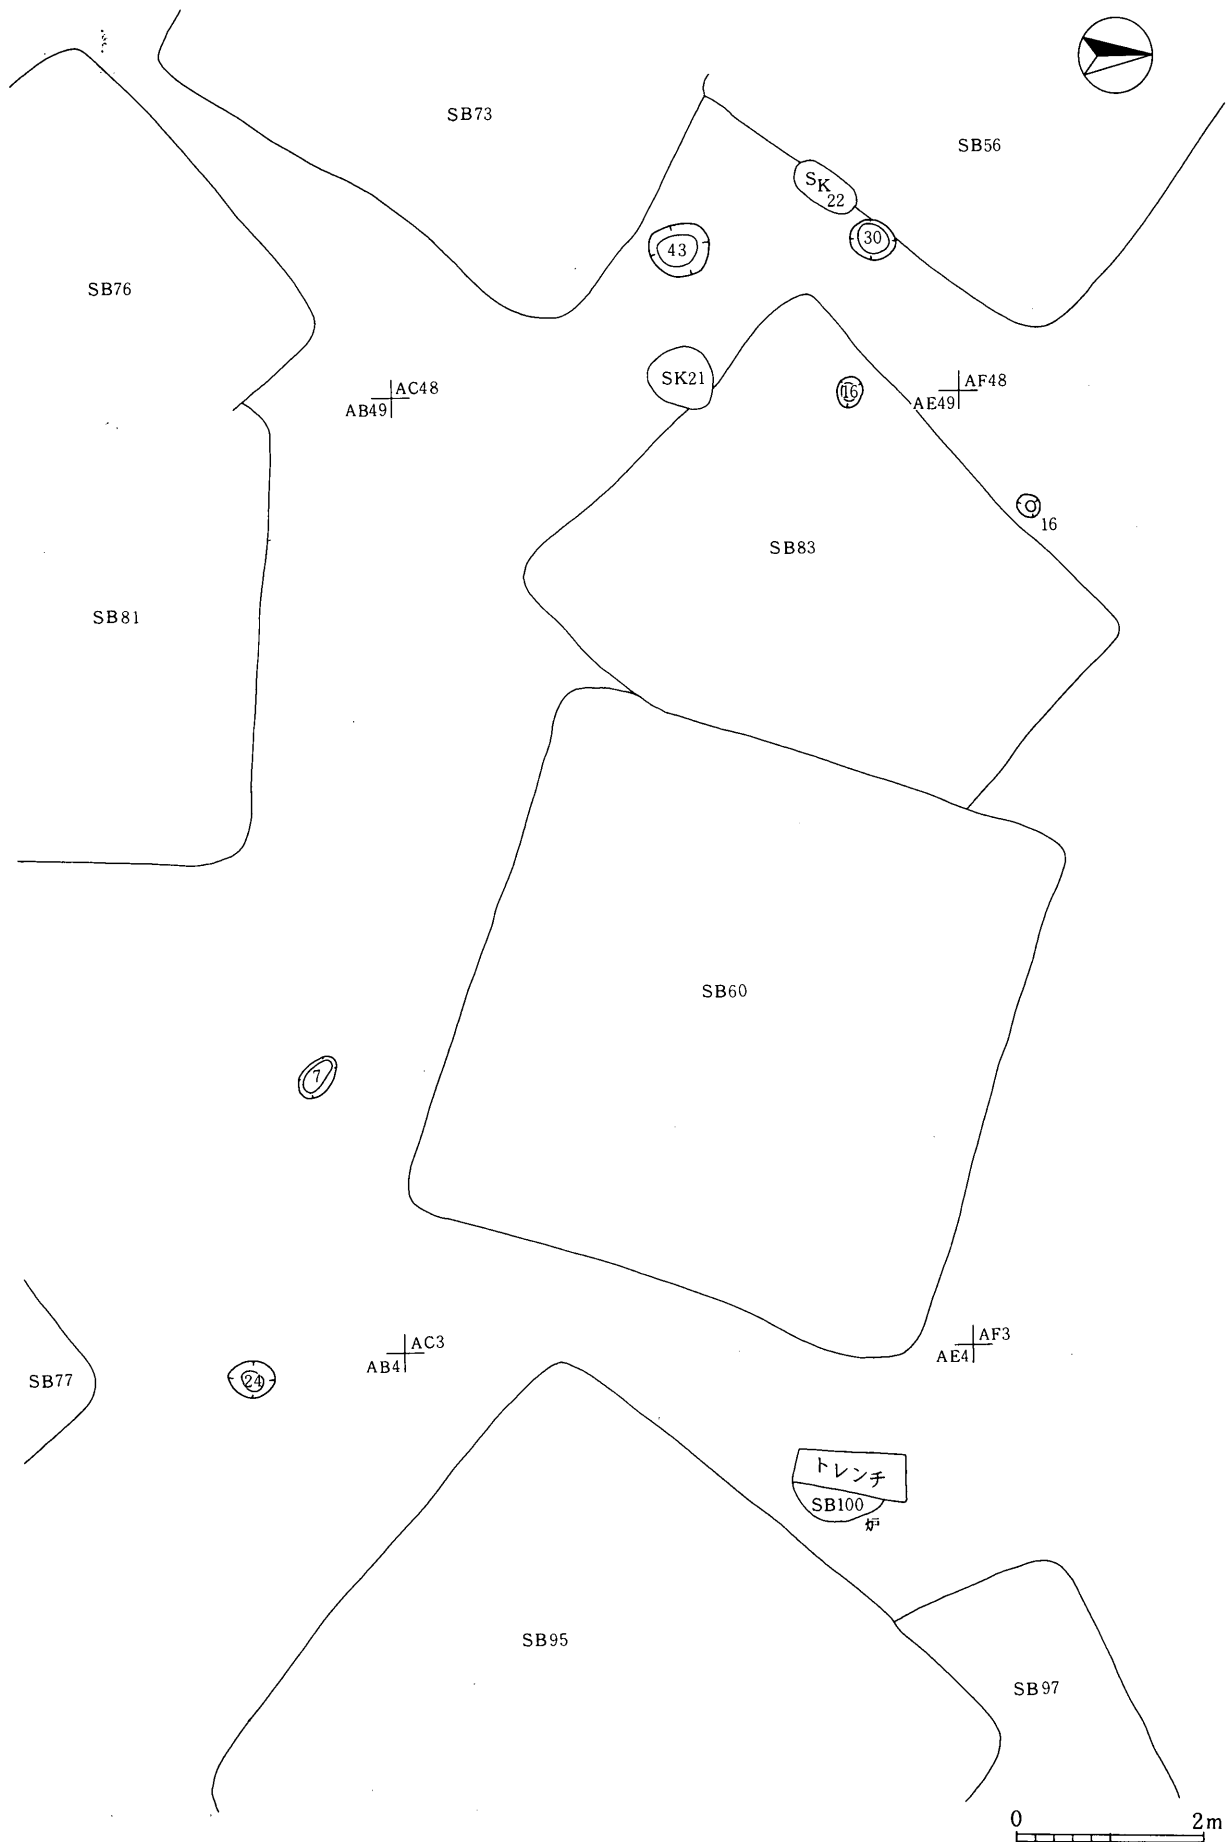 SB73
SB56
SK
22
30
43
SB76
SK21
16
AC48
AB49
AF48
AE49
16
SB83
SB81
SB60
7
AC3
AB4
AF3
AE4
SB77
24
トレンチ
SB100
炉
SB95
SB97
0 2m